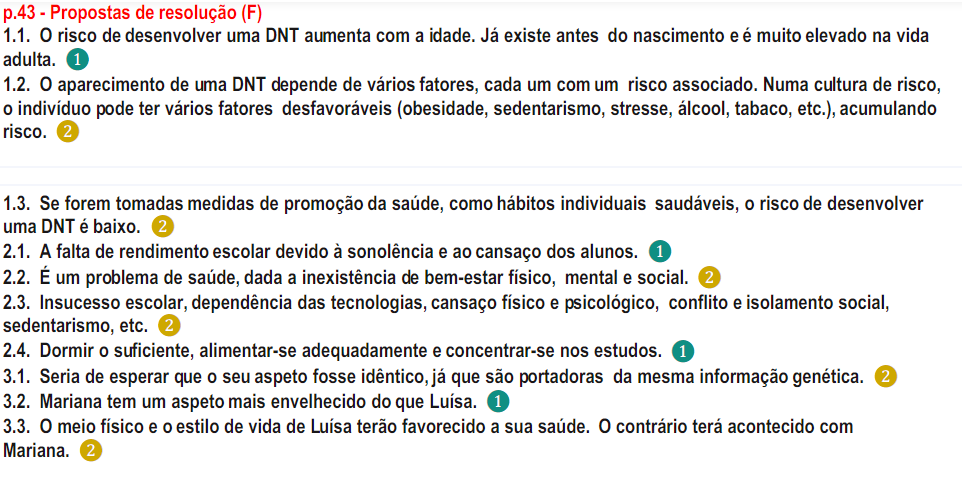 p.43 - Propostas de resolução (F)
1.1. O risco de desenvolver uma DNT aumenta com a idade. Já existe antes do nascimento e é muito elevado na vida
adulta. 1
1.2. O aparecimento de uma DNT depende de vários fatores, cada um com um risco associado. Numa cultura de risco,
o indivíduo pode ter vários fatores desfavoráveis (obesidade, sedentarismo, stresse, álcool, tabaco, etc.), acumulando
risco. 2
1.3. Se forem tomadas medidas de promoção da saúde, como hábitos individuais saudáveis, o risco de desenvolver
uma DNT é baixo. 2
2.1. A falta de rendimento escolar devido à sonolência e ao cansaço dos alunos. 1
2.2. É um problema de saúde, dada a inexistência de bem-estar físico, mental e social. 2
2.3. Insucesso escolar, dependência das tecnologias, cansaço físico e psicológico, conflito e isolamento social,
sedentarismo, etc. 2
2.4. Dormir o suficiente, alimentar-se adequadamente e concentrar-se nos estudos. 1
3.1. Seria de esperar que o seu aspeto fosse idêntico, já que são portadoras da mesma informação genética. 2
3.2. Mariana tem um aspeto mais envelhecido do que Luísa. 1
3.3. O meio físico e o estilo de vida de Luísa terão favorecido a sua saúde. O contrário terá acontecido com
Mariana. 2